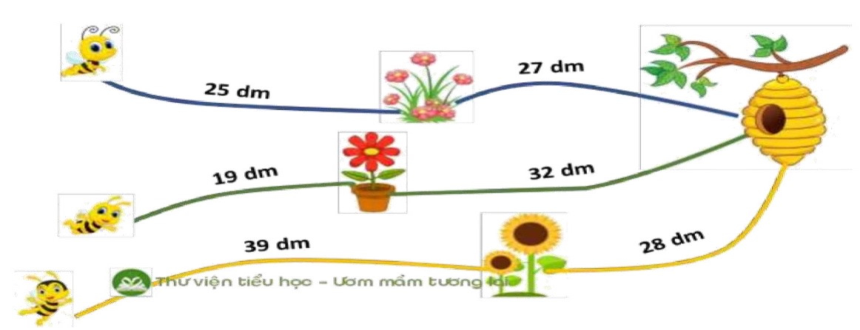 25 dm
27 dm
19 dm
32 dm
39 dm
28 dm
Thư viện tiểu học - Ươm mầm tương lai